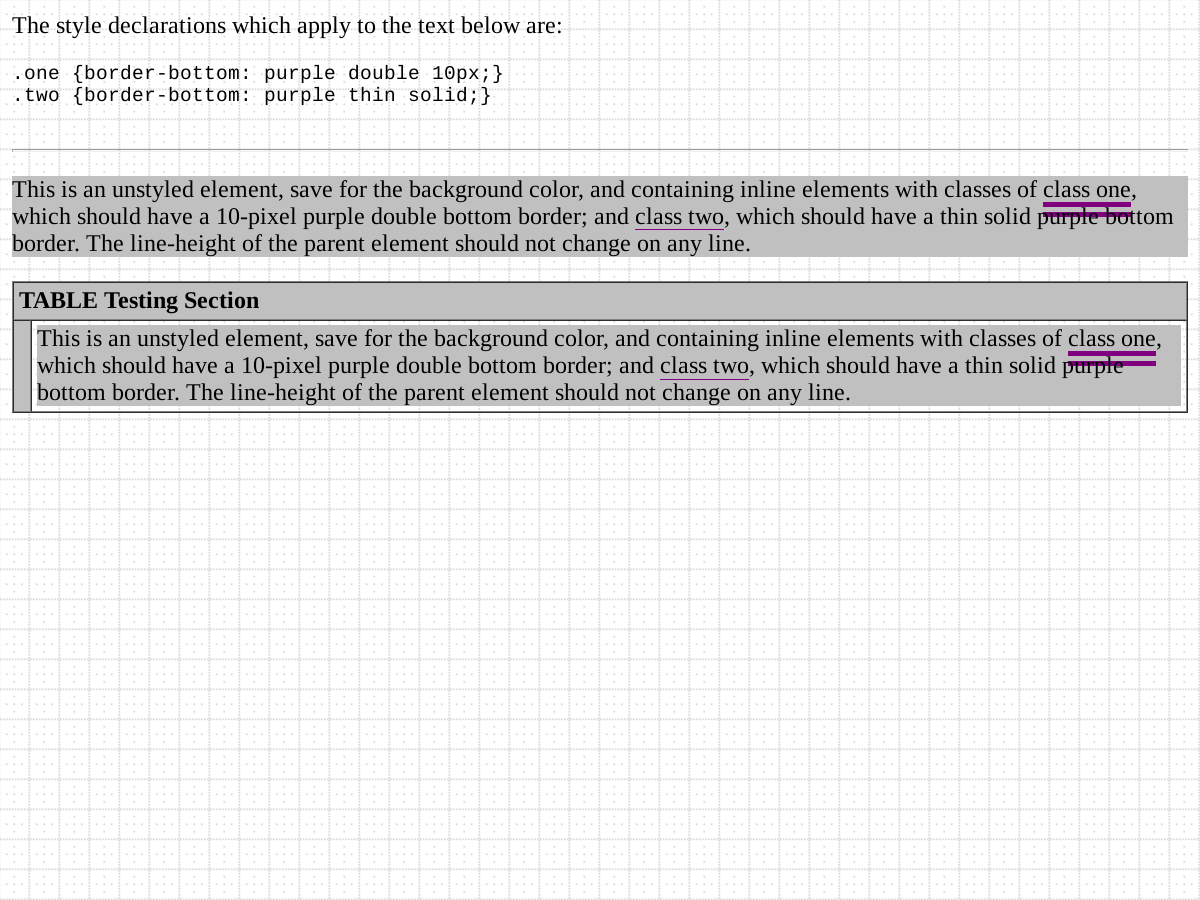 The style declarations which apply to the text below are:
.one {border-bottom: purple double 10px;}
.two {border-bottom: purple thin solid;}
This is an unstyled element, save for the background color, and containing inline elements with classes of class one,
which should have a 10-pixel purple double bottom border; and class two, which should have a thin solid purple bottom
border. The line-height of the parent element should not change on any line.
TABLE Testing Section
This is an unstyled element, save for the background color, and containing inline elements with classes of class one,
which should have a 10-pixel purple double bottom border; and class two, which should have a thin solid purple
bottom border. The line-height of the parent element should not change on any line.